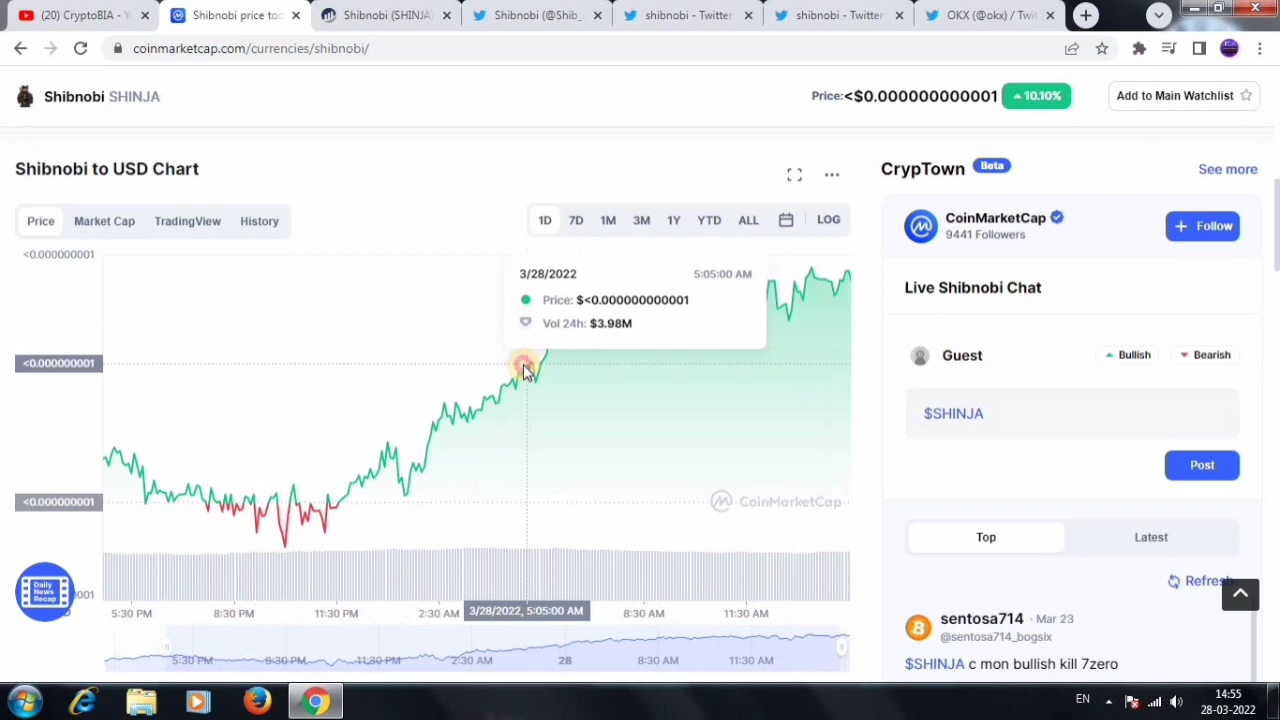 (20) CryptoBIA - Y
Shibnobi price too
Shibnobi (SHINJA
Shibnobi(@S
shibnobi - Twitter
shibnobi - Twitter
OKX (@okx) / Twi
coinmarketcap.com/currencies/shibnobi/
Shibnobi SHINJA
Price:<$0.000000000001 10.10%
Add to Main Watchlist
Shibnobi to USD Chart
Price Market Cap TradingView History
1D 7D 1M 3M 1Y YTD ALL LOG
<0.000000001
3/28/2022 5:05:00 AM
Price: $<0.000000000001
Vol 24h: $3.98M
<0.000000001
<0.000000001
CoinMarketCap
Daily
News
Recap
001
5:30 PM 8:30 PM 11:30 PM 2:30 AM 3/28/2022, 5:05:00 AM 8:30 AM 11:30 AM
5:30 PM 8:30 PM 11:30 PM 2:30 AM 28 8:30 AM 11:30 AM
CrypTown Beta See more
CoinMarketCap
9441 Followers
Follow
Live Shibnobi Chat
Guest Bullish Bearish
$SHINJA
Post
Top Latest
Refresh
sentosa714 · Mar 23
@sentosa714_bogsix
$SHINJA c mon bullish kill 7zero
EN
14:55
28-03-2022